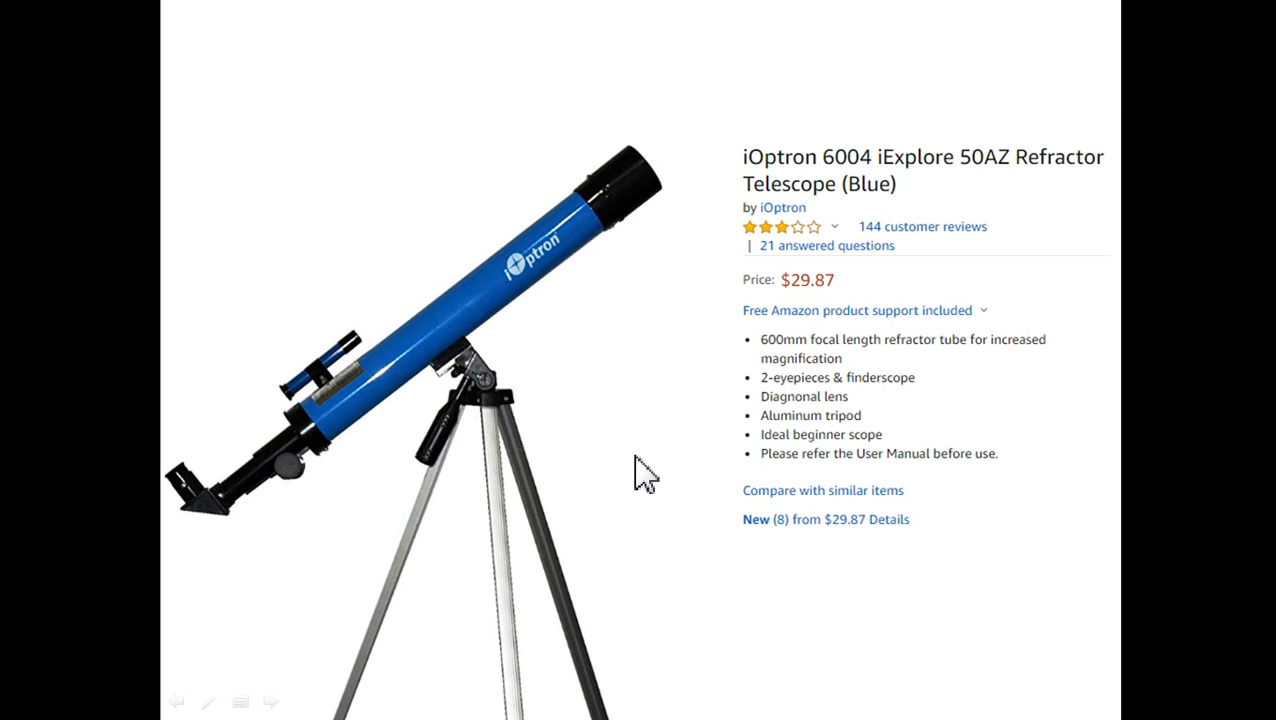 iOptron
iOptron 6004 iExplore 50AZ Refractor
Telescope (Blue)
by iOptron
144 customer reviews
| 21 answered questions
Price: $29.87
Free Amazon product support included
• 600mm focal length refractor tube for increased
magnification
• 2-eyepieces & finderscope
• Diagnonal lens
• Aluminum tripod
• Ideal beginner scope
• Please refer the User Manual before use.
Compare with similar items
New (8) from $29.87 Details